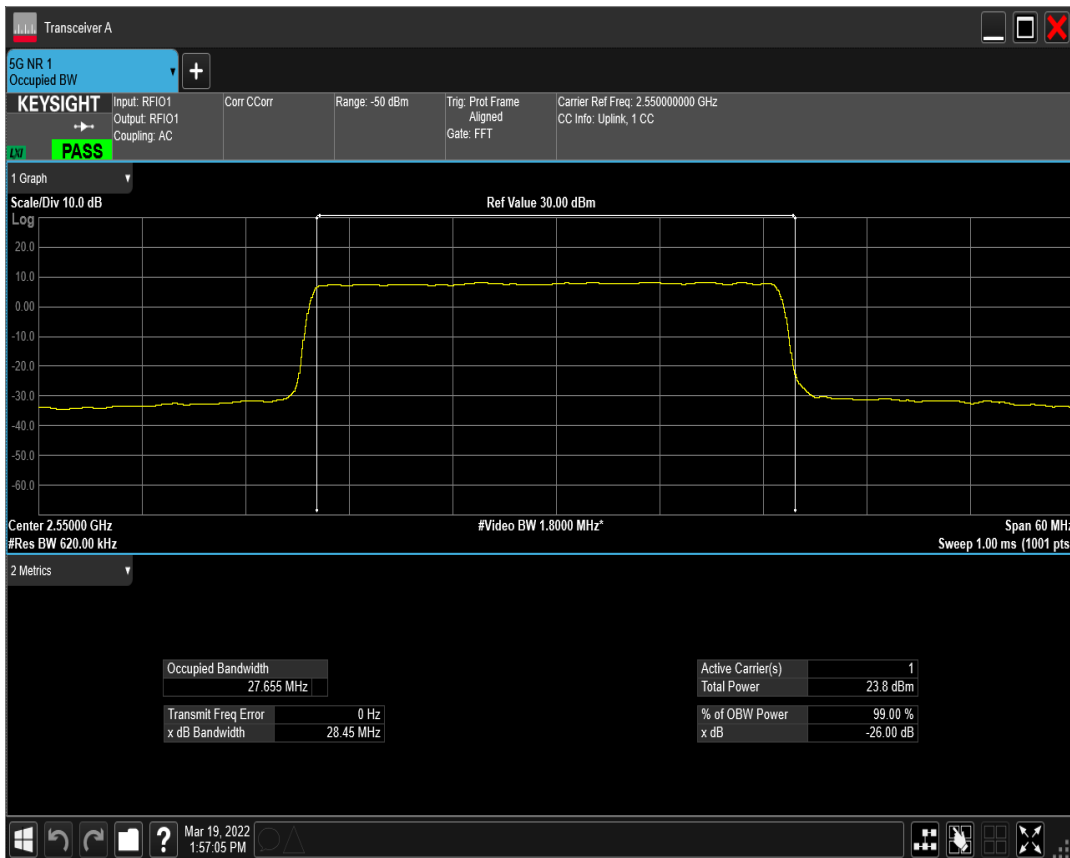 Transceiver A
5G NR 1
Occupied BW
KEYSIGHT
LXI
PASS
Input: RFIO1
Output: RFIO1
Coupling: AC
Corr CCorr
Range: -50 dBm
Trig: Prot Frame
Aligned
Gate: FFT
Carrier Ref Freq: 2.550000000 GHz
CC Info: Uplink, 1 CC
1 Graph
Scale/Div 10.0 dB
Ref Value 30.00 dBm
Log
20.0
10.0
0.00
-10.0
-20.0
-30.0
-40.0
-50.0
-60.0
Center 2.55000 GHz
#Video BW 1.8000 MHz*
Span 60 MHz
#Res BW 620.00 kHz
Sweep 1.00 ms (1001 pts
2 Metrics
Occupied Bandwidth
27.655 MHz
Transmit Freq Error 0 Hz
x dB Bandwidth 28.45 MHz
Active Carrier(s) 1
Total Power 23.8 dBm
% of OBW Power 99.00 %
x dB -26.00 dB
?
Mar 19, 2022
1:57:05 PM